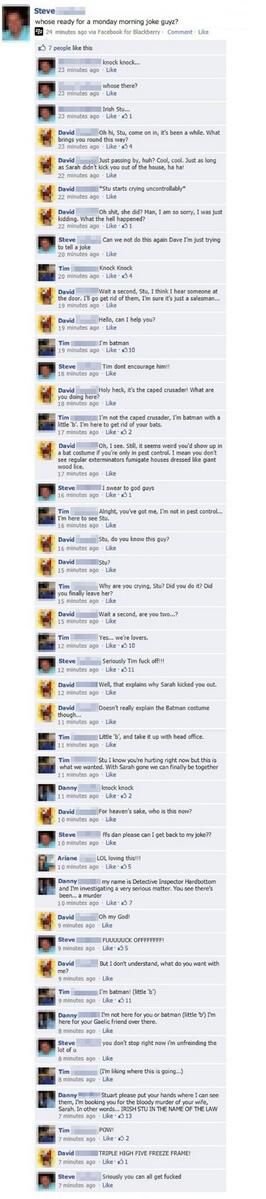 Steve
whose ready for a monday morning joke guyz?
24 minutes ago via Facebook for Blackberry · Comment · Like
7 people like this
knock knock...
23 minutes ago · Like
whose there?
23 minutes ago · Like
Irish Stu...
23 minutes ago · Like · 1
David Oh hi, Stu, come on in, it's been a while. What
brings you round this way?
23 minutes ago · Like · 4
David Just passing by, huh? Cool, cool. Just as long
as Sarah didn't kick you out of the house, ha ha!
22 minutes ago · Like
David "Stu starts crying uncontrollably"
22 minutes ago · Like
David Oh shit, she did? Man, I am so sorry, I was just
kidding. What the hell happened?
22 minutes ago · Like · 1
Steve Can we not do this again Dave I'm just trying
to tell a joke
20 minutes ago · Like
Tim Knock Knock
20 minutes ago · Like · 4
David Wait a second, Stu, I think I hear someone at
the door. I'll go get rid of them, I'm sure it's just a salesman...
19 minutes ago · Like
David Hello, can I help you?
19 minutes ago · Like
Tim I'm batman
19 minutes ago · Like · 10
Steve Tim dont encourage him!!
18 minutes ago · Like
David Holy heck, it's the caped crusader! What are
you doing here?
18 minutes ago · Like
Tim I'm not the caped crusader, I'm batman with a
little 'b'. I'm here to get rid of your bats.
17 minutes ago · Like · 2
David Oh, I see. Still, it seems weird you'd show up in
a bat costume if you're only in pest control. I mean you don't
see regular exterminators fumigate houses dressed like giant
wood lice.
17 minutes ago · Like
Steve I swear to god guys
16 minutes ago · Like · 1
Tim Alright, you've got me, I'm not in pest control...
I'm here to see Stu.
16 minutes ago · Like
David Stu, do you know this guy?
16 minutes ago · Like
David Stu?
15 minutes ago · Like
Tim Why are you crying, Stu? Did you do it? Did
you finally leave her?
15 minutes ago · Like
David Wait a second, are you two...?
15 minutes ago · Like
Tim Yes... we're lovers.
12 minutes ago · Like · 10
Steve Seriously Tim fuck off!!!
12 minutes ago · Like · 11
David Well, that explains why Sarah kicked you out.
12 minutes ago · Like
David Doesn't really explain the Batman costume
though...
11 minutes ago · Like
Tim Little 'b', and take it up with head office.
11 minutes ago · Like
Tim Stu I know you're hurting right now but this is
what we wanted. With Sarah gone we can finally be together
11 minutes ago · Like
Danny knock knock
11 minutes ago · Like · 2
David For heaven's sake, who is this now?
10 minutes ago · Like
Steve ffs dan please can I get back to my joke??
10 minutes ago · Like
Ariane LOL loving this!!!
10 minutes ago · Like · 5
Danny my name is Detective Inspector Hardbottom
and I'm investigating a very serious matter. You see there's
been... a murder
10 minutes ago · Like · 7
David Oh my God!
9 minutes ago · Like
Steve FUUUUUCK OFFFFFFF!
9 minutes ago · Like · 5
David But I don't understand, what do you want with
me?
9 minutes ago · Like
Tim I'm batman! (little 'b')
9 minutes ago · Like · 11
Danny I'm not here for you or batman (little 'b') I'm
here for your Gaelic friend over there.
8 minutes ago · Like
Steve you don't stop right now i'm unfreinding the
lot of u
8 minutes ago · Like
Tim (I'm liking where this is going...)
8 minutes ago · Like
Danny Stuart please put your hands where I can see
them, I'm booking you for the bloody murder of your wife,
Sarah. In other words... IRISH STU IN THE NAME OF THE LAW
7 minutes ago · Like · 13
Tim POW!
7 minutes ago · Like · 2
David TRIPLE HIGH FIVE FREEZE FRAME!
7 minutes ago · Like · 1
Steve Sriously you can all get fucked
7 minutes ago · Like